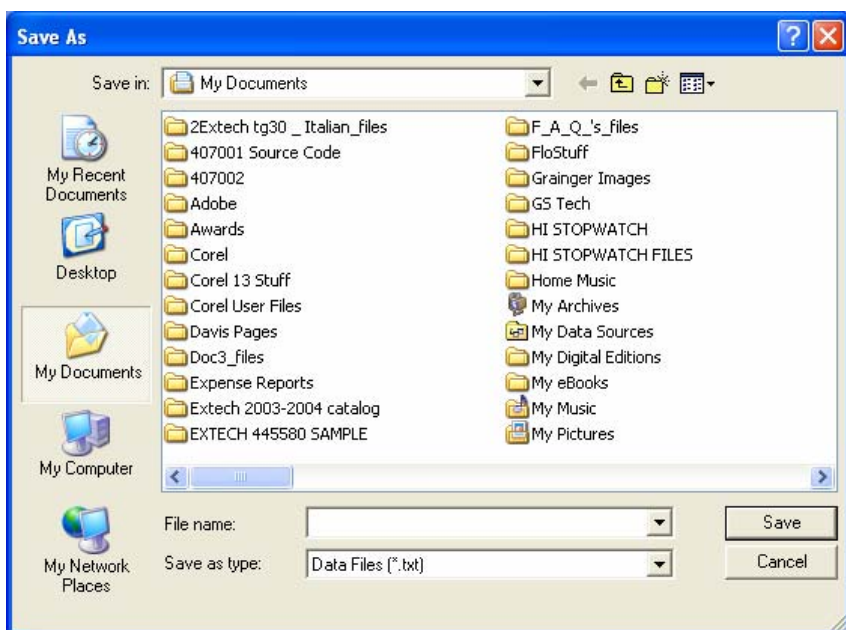 Save As
Save in:
My Documents
My Recent
Documents
Desktop
My Documents
My Computer
My Network
Places
2Extech tg30 _ Italian_files
407001 Source Code
407002
Adobe
Awards
Corel
Corel 13 Stuff
Corel User Files
Davis Pages
Doc3_files
Expense Reports
Extech 2003-2004 catalog
EXTECH 445580 SAMPLE
F_A_Q_'s_files
FloStuff
Grainger Images
GS Tech
HI STOPWATCH
HI STOPWATCH FILES
Home Music
My Archives
My Data Sources
My Digital Editions
My eBooks
My Music
My Pictures
File name:
Save
Save as type:
Data Files (*.txt)
Cancel